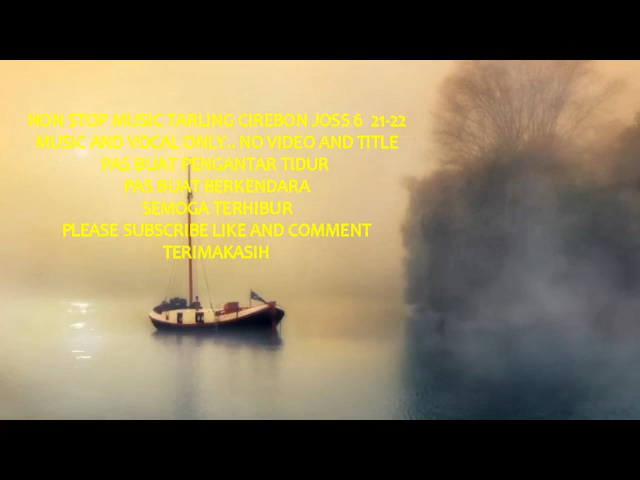 NON STOP MUSIC TARLING CIREBON JOSS 6 21-22
MUSIC AND VOCAL ONLY... NO VIDEO AND TITLE
PAS BUAT PENGANTAR TIDUR
PAS BUAT BERKENDARA
SEMOGA TERHIBUR
PLEASE SUBSCRIBE LIKE AND COMMENT
TERIMAKASIH